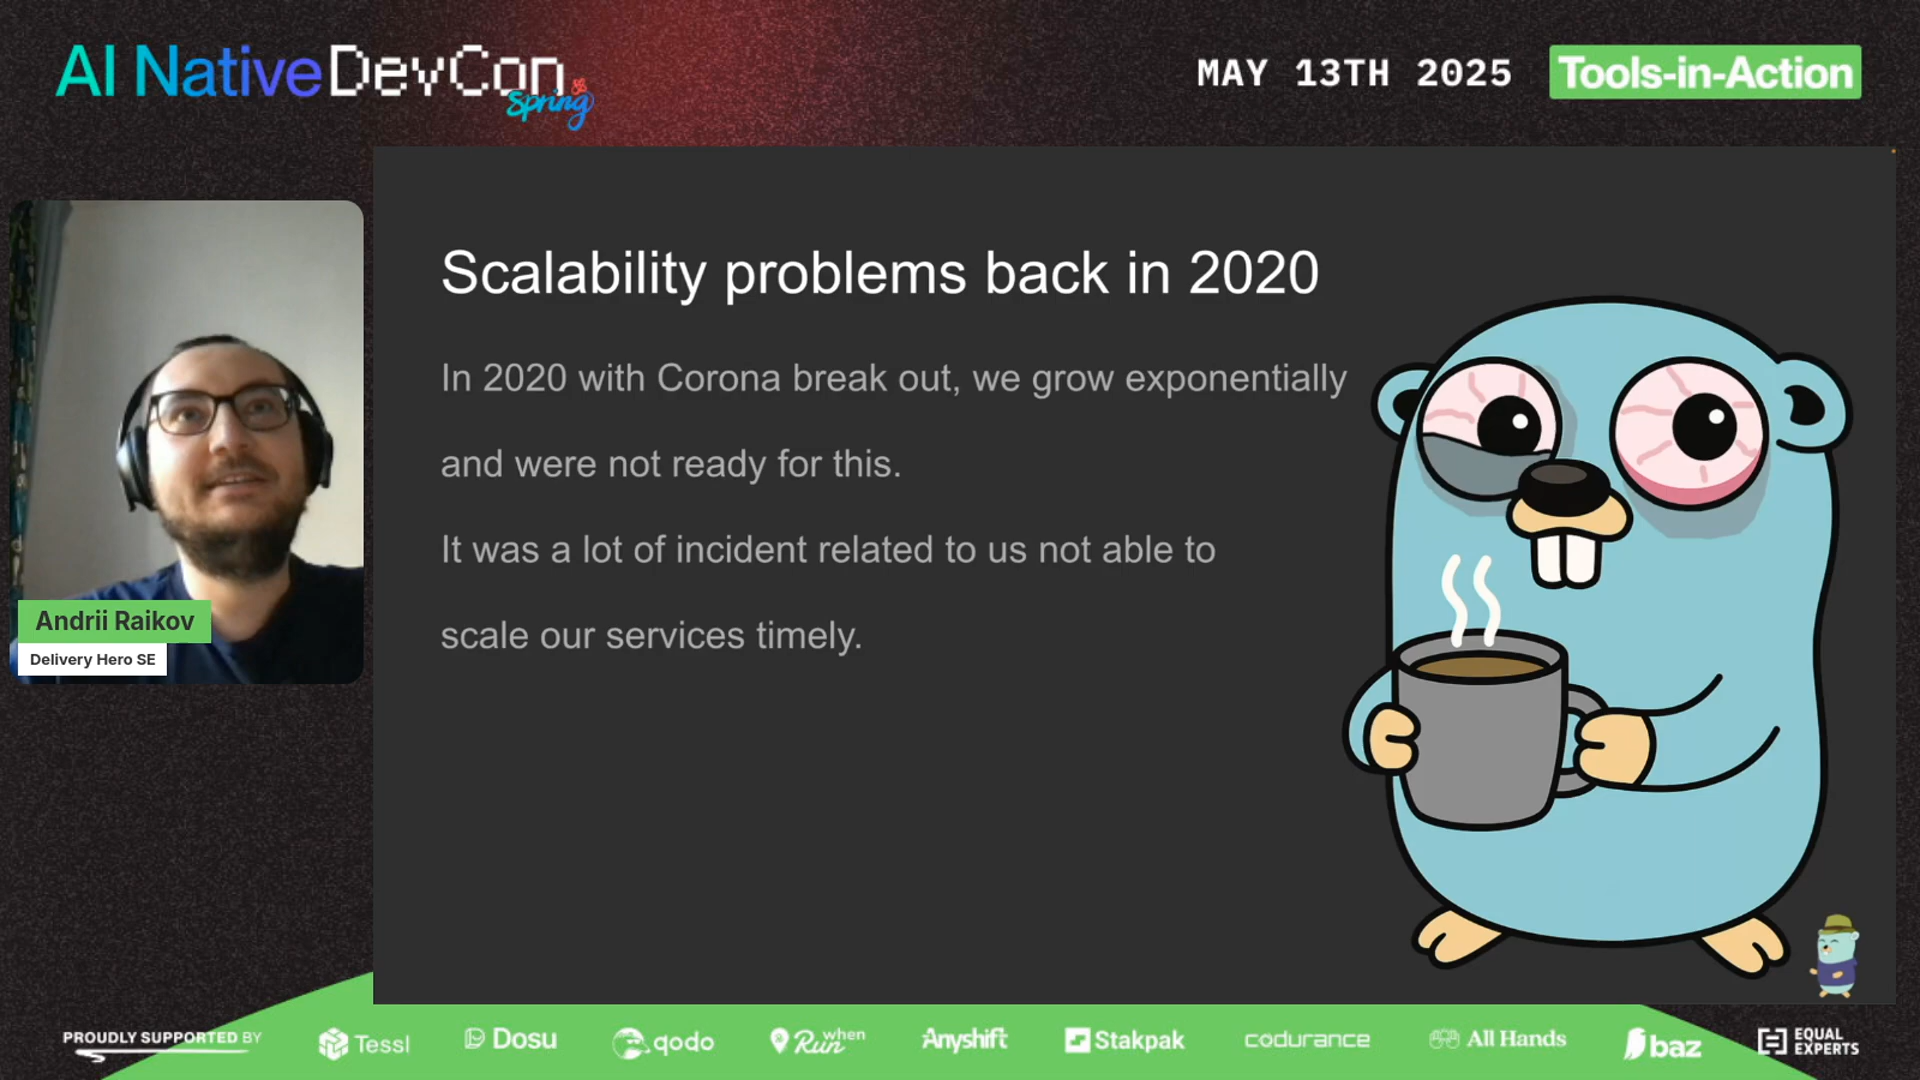 AI Native DevCon
Spring
MAY 13TH 2025
Tools-in-Action
Scalability problems back in 2020
In 2020 with Corona break out, we grow exponentially
and were not ready for this.
It was a lot of incident related to us not able to
scale our services timely.
Andrii Raikov
Delivery Hero SE
PROUDLY SUPPORTED BY
Tessl
Dosu
qodo
RunWhen
Anyshift
Stakpak
codurance
All Hands
baz
EQUAL
EXPERTS